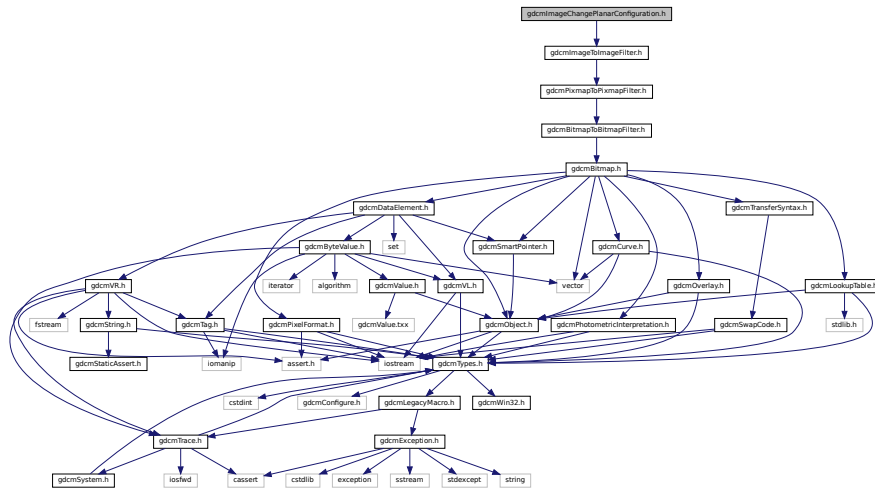 gdcmImageChangePlanarConfiguration.h
gdcmImageToImageFilter.h
gdcmPixmapToPixmapFilter.h
gdcmBitmapToBitmapFilter.h
gdcmBitmap.h
gdcmDataElement.h
gdcmTransferSyntax.h
gdcmByteValue.h
set
gdcmSmartPointer.h
gdcmCurve.h
gdcmVR.h
iterator
algorithm
gdcmValue.h
gdcmVL.h
vector
gdcmOverlay.h
gdcmLookupTable.h
fstream
gdcmString.h
gdcmTag.h
gdcmPixelFormat.h
gdcmValue.txx
gdcmObject.h
gdcmPhotometricInterpretation.h
gdcmSwapCode.h
stdlib.h
gdcmStaticAssert.h
iomanip
assert.h
iostream
gdcmTypes.h
cstdint
gdcmConfigure.h
gdcmLegacyMacro.h
gdcmWin32.h
gdcmTrace.h
gdcmException.h
gdcmSystem.h
iosfwd
cassert
cstdlib
exception
sstream
stdexcept
string